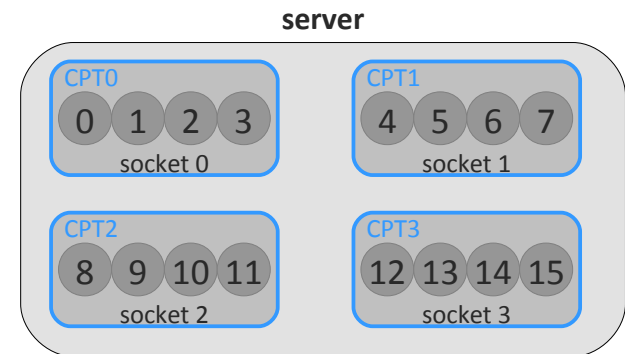 server
CPT0
0 1 2 3
socket 0
CPT1
4 5 6 7
socket 1
CPT2
8 9 10 11
socket 2
CPT3
12 13 14 15
socket 3